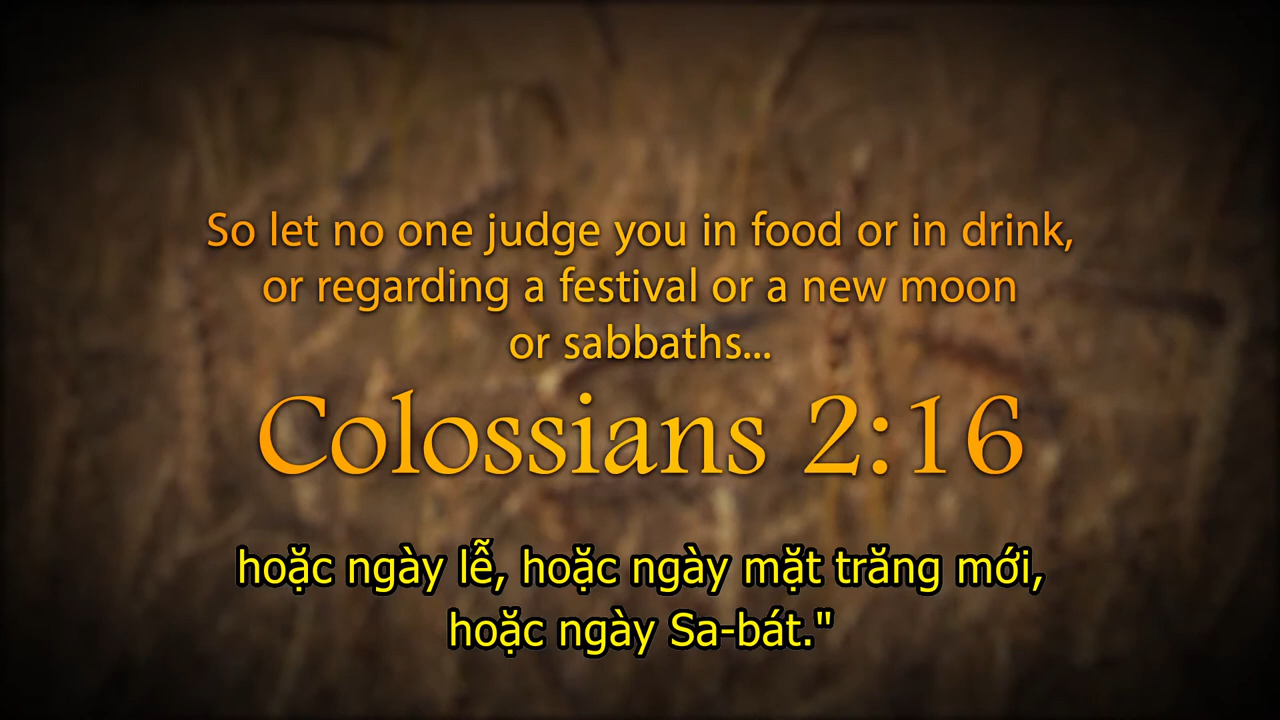 So let no one judge you in food or in drink,
or regarding a festival or a new moon
or sabbaths...
Colossians 2:16
hoặc ngày lễ, hoặc ngày mặt trăng mới,
hoặc ngày Sa-bát."